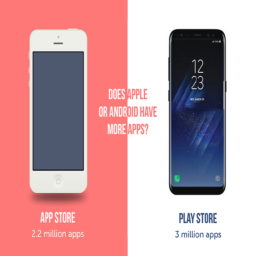 DOES APPLE
OR ANDROID HAVE
MORE APPS?
12
23
APP STORE
2.2 million apps
PLAY STORE
3 million apps